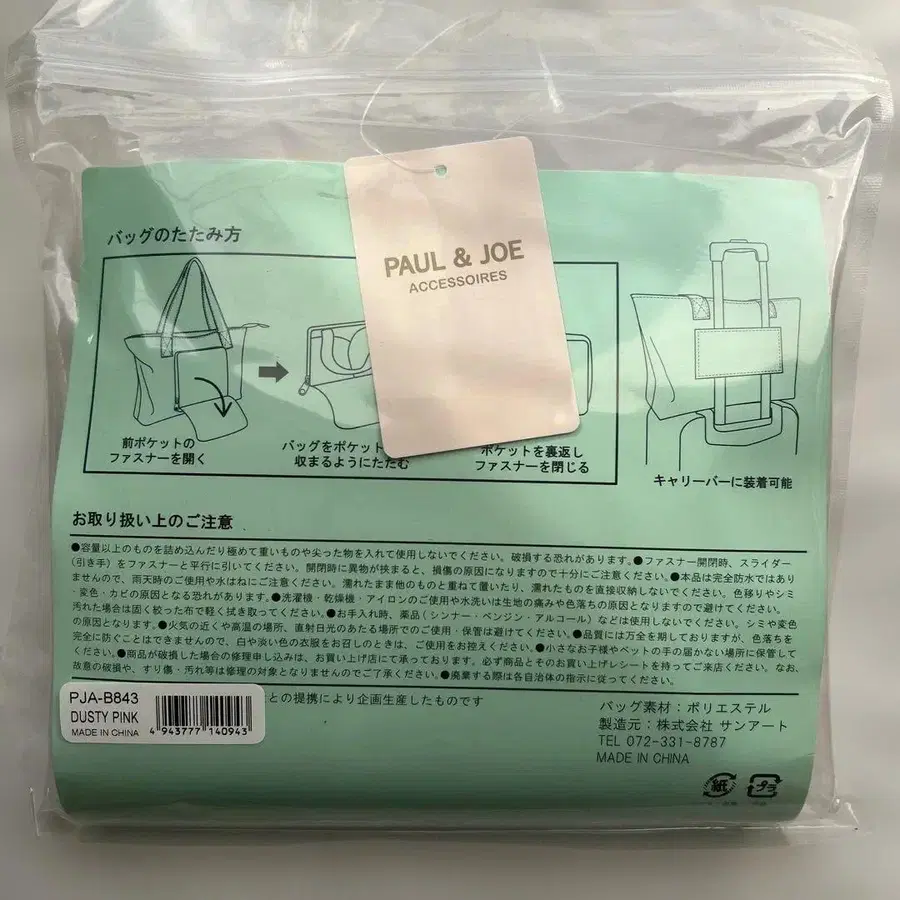 PAUL & JOE
ACCESSOIRES
バッグのたたみ方
前ポケットの
ファスナーを開く
バッグをポケット
収まるようにたたむ
ポケットを裏返し
ファスナーを閉じる
キャリーバーに装着可能
お取り扱い上のご注意
●容量以上のものを詰め込んだり極めて重いものや尖った物を入れて使用しないでください。破損する恐れがあります。●ファスナー開閉時、スライダー
(引き手)をファスナーと平行に引いてください。開閉時に異物が挟まると、損傷の原因になりますので十分にご注意ください。●本品は完全防水ではあり
ませんので、雨天時のご使用や水はねにご注意ください。濡れたまま他のものと重ねて置いたり、濡れたものを直接収納しないでください。色移りやシミ
・変色・カビの原因となる恐れがあります。●洗濯機・乾燥機・アイロンのご使用や水洗いは生地の痛みや色落ちの原因となりますので避けてください。
汚れた場合は固く絞った布で軽く拭き取ってください。●お手入れ時、薬品(シンナー・ベンジン・アルコール)などは使用しないでください。シミや変色
の原因となります。●火気の近くや高温の場所、直射日光のあたる場所でのご使用・保管は避けてください。●品質には万全を期しておりますが、色落ちを
完全に防ぐことはできませんので、白や淡い色の衣服をお召しのときは、ご使用をお控えください。●小さなお子様やペットの手の届かない場所に保管して
ください。●商品が破損した場合の修理申し込みは、お買い上げ店にて承っております。必ず商品とそのお買い上げレシートを持ってご来店ください。なお、
故意の破損や、すり傷・汚れ等は修理の対象となりませんのでご了承ください。●廃棄する際は各自治体の指示に従ってください。
との提携により企画生産したものです
PJA-B843
DUSTY PINK
MADE IN CHINA
4 943777 140943
バッグ素材:ポリエステル
製造元:株式会社 サンアート
TEL 072-331-8787
MADE IN CHINA
紙
プラ